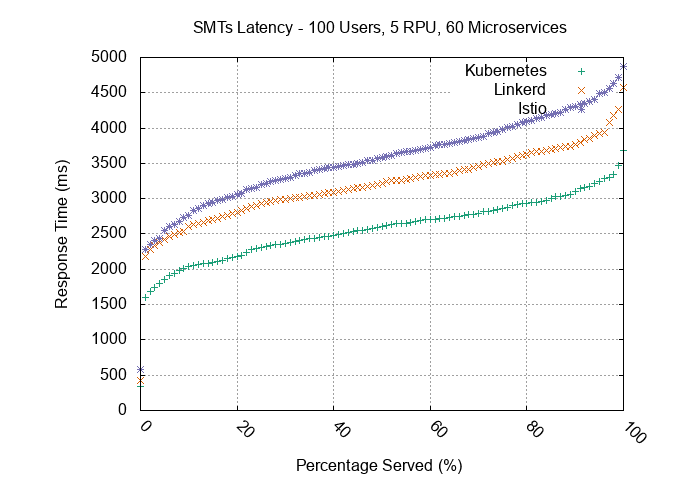 SMTs Latency - 100 Users, 5 RPU, 60 Microservices
5000
4500
4000
3500
3000
2500
2000
1500
1000
500
0
Response Time (ms)
Kubernetes
Linkerd
Istio
0
20
40
60
80
100
Percentage Served (%)